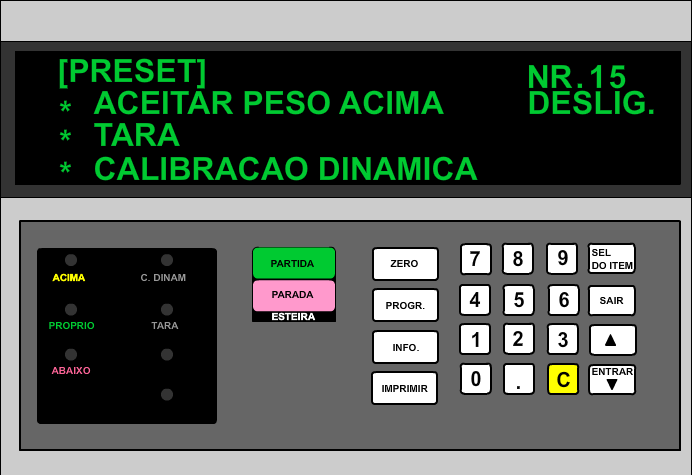 [PRESET] NR.15
* ACEITAR PESO ACIMA DESLIG.
* TARA
* CALIBRACAO DINAMICA
ACIMA C. DINAM
PROPRIO TARA
ABAIXO
PARTIDA
PARADA
ESTEIRA
ZERO
PROGR.
INFO.
IMPRIMIR
7 8 9 SEL DO ITEM
4 5 6 SAIR
1 2 3 ▲
0 . C ENTRAR ▼